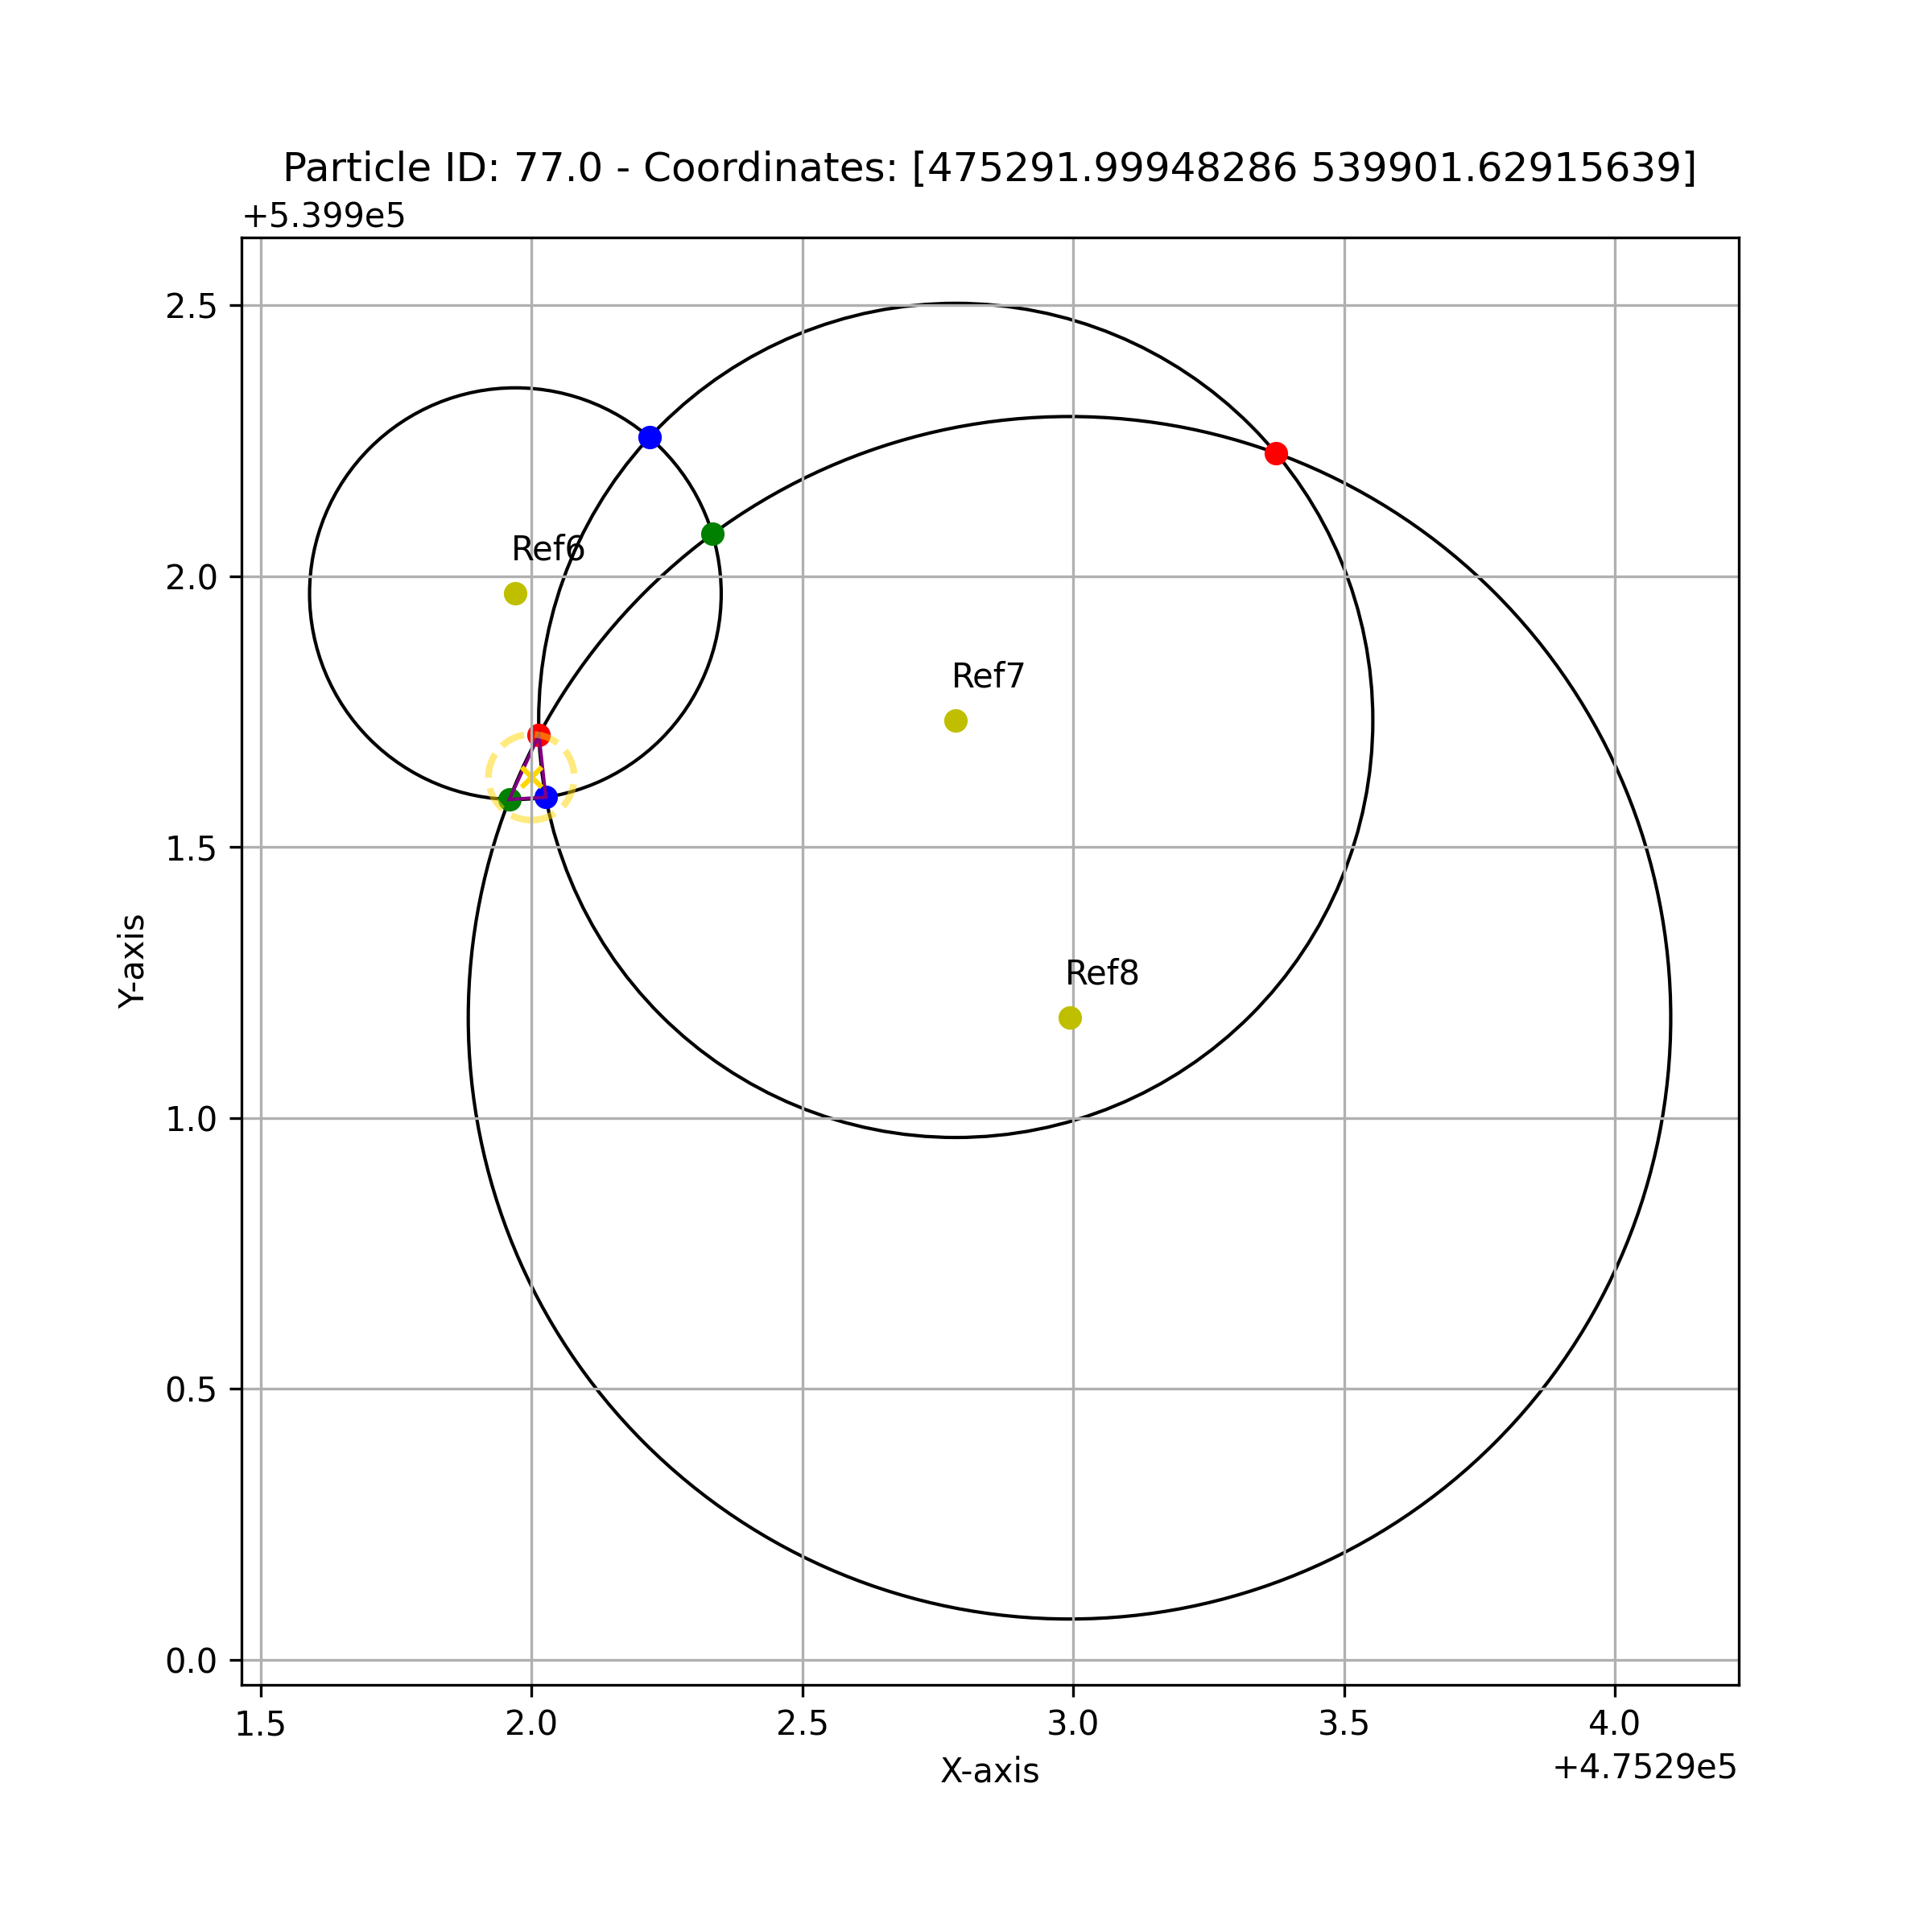 Particle ID: 77.0 - Coordinates: [475291.99948286 539901.62915639]
+5.399e5
2.5
Ref6
2.0
Ref7
1.5
Y-axis
Ref8
1.0
0.5
0.0
1.5 2.0 2.5 3.0 3.5 4.0
X-axis
+4.7529e5